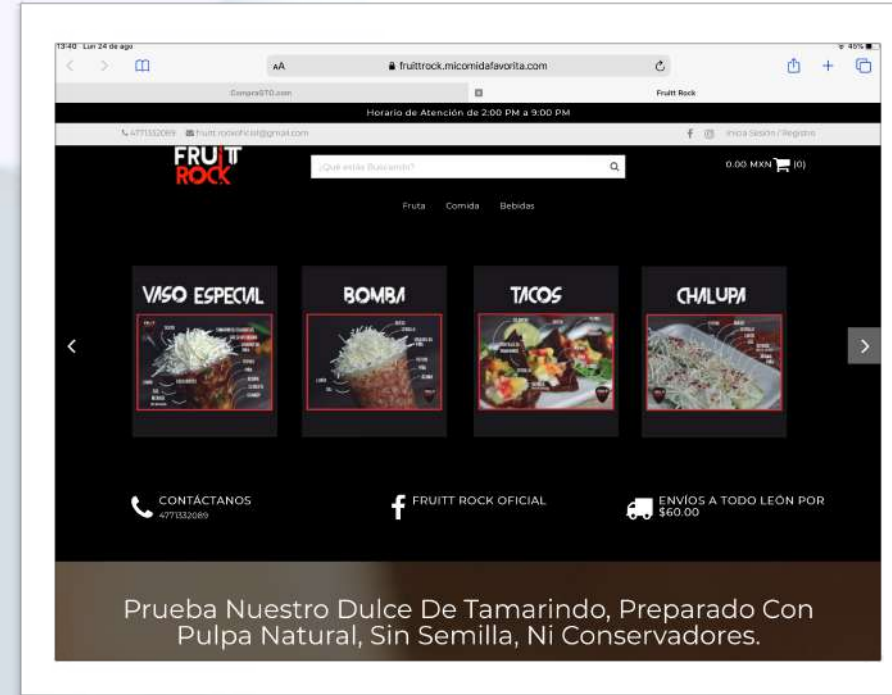 13:40 Lun 24 de ago
45%
AA
fruittrock.micomidafavorita.com
CompraGTO.com
Fruitt Rock
Horario de Atención de 2:00 PM a 9:00 PM
4771332089
Inicia Sesión / Registro
FRUITT
ROCK
¿Qué estás Buscando?
0.00 MXN (0)
Fruta Comida Bebidas
VASO ESPECIAL
BOMBA
TACOS
CHALUPA
CONTÁCTANOS
4771332089
FRUITT ROCK OFICIAL
ENVÍOS A TODO LEÓN POR
$60.00
Prueba Nuestro Dulce De Tamarindo, Preparado Con
Pulpa Natural, Sin Semilla, Ni Conservadores.